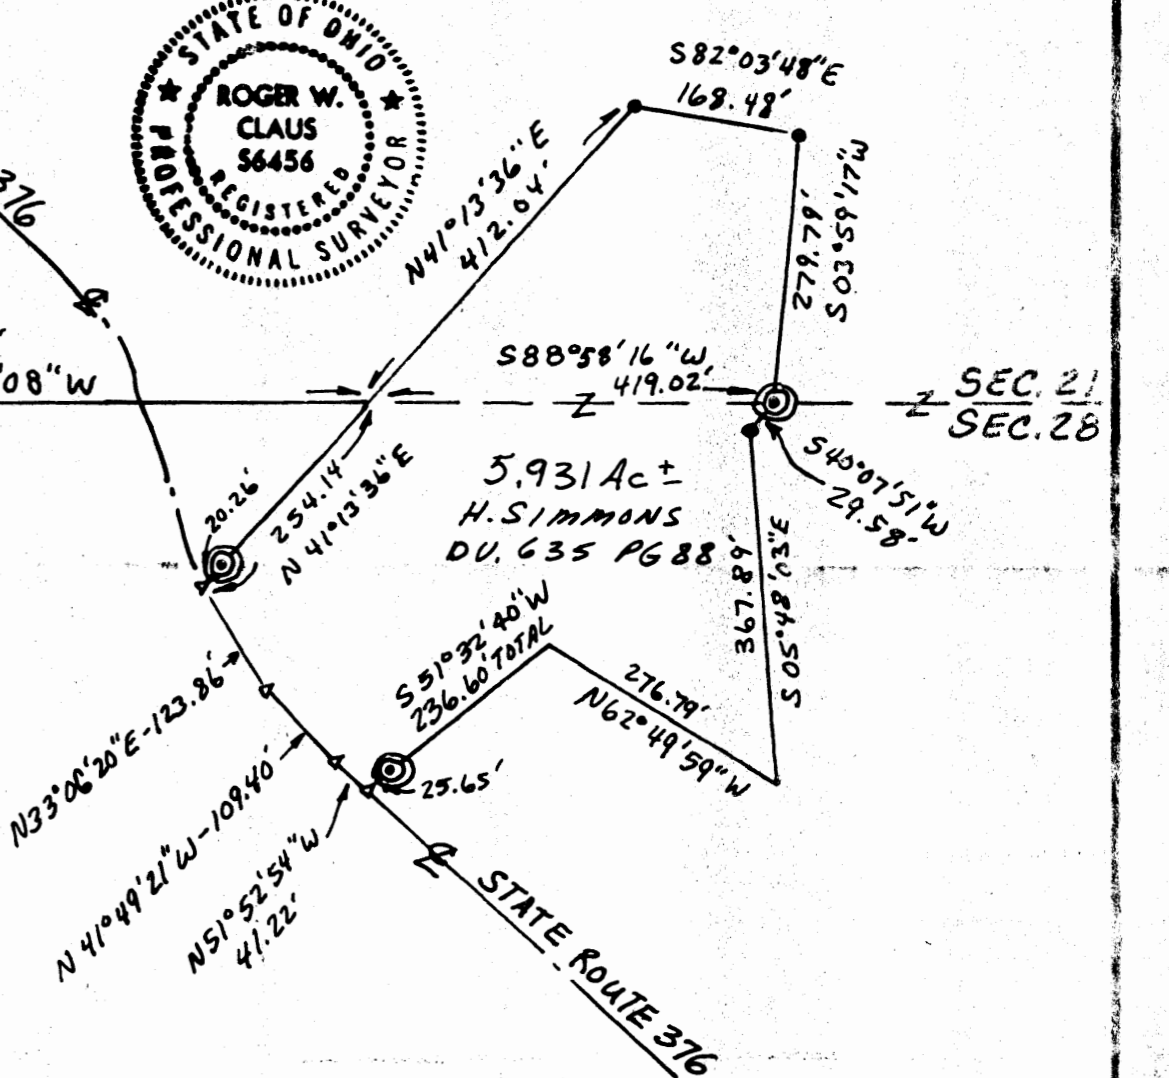 STATE OF OHIO
ROGER W.
CLAUS
S6456
REGISTERED
PROFESSIONAL SURVEYOR
376
S82°03'48"E
168.48'
N41°13'36"E
412.04'
279.79'
S03°59'17"W
'08"W
S88°58'16"W
419.02'
SEC. 21
SEC. 28
20.26'
254.14'
N 41°13'36"E
5.931 Ac ±
H. SIMMONS
DV. 635 PG 88
S40°07'51"W
29.58'
367.89'
S 05°48'03"E
S 51°32'40"W
236.60' TOTAL
276.79'
N62°49'59"W
25.65'
N33°06'20"E-123.86'
N 41°49'21"W-109.40'
N51°52'54"W
41.22'
STATE ROUTE 376